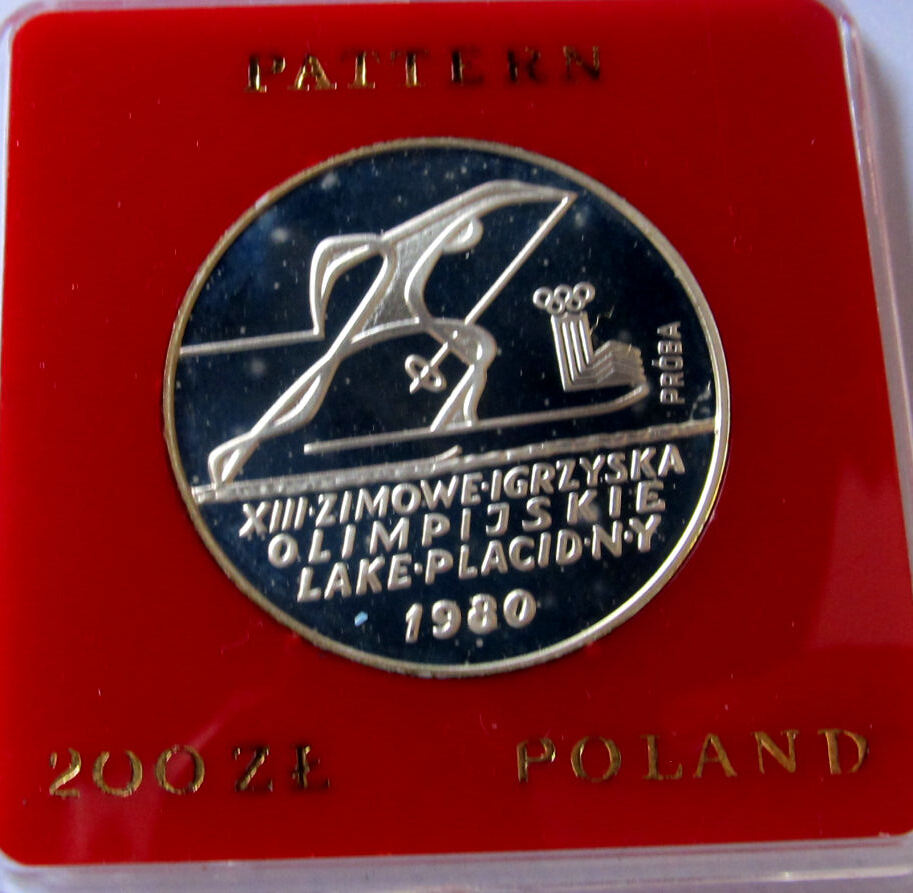 PATTERN
PRÓBA
XIII·ZIMOWE·IGRZYSKA
OLIMPIJSKIE
LAKE·PLACID·N·Y
1980
200 ZŁ POLAND